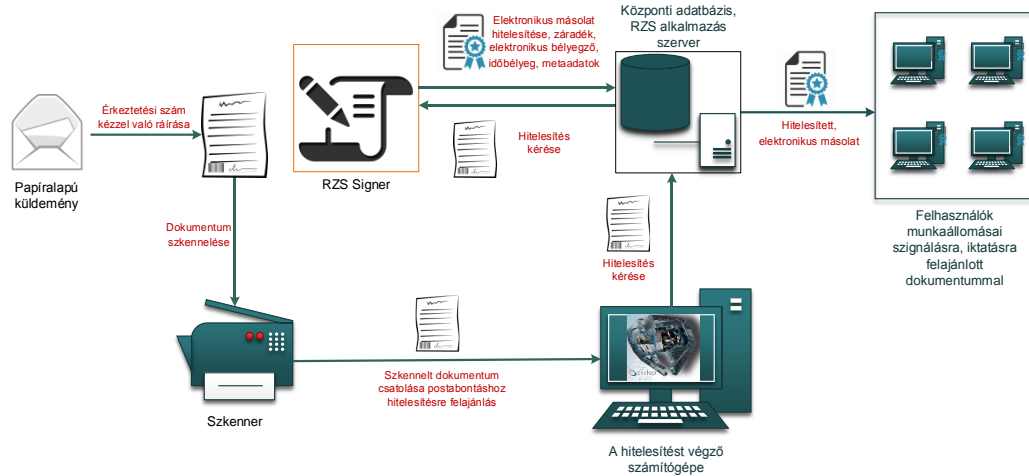 Papíralapú
küldemény
Érkeztetési szám
kézzel való ráírása
Dokumentum
szkennelése
Szkenner
Szkennelt dokumentum
csatolása postabontáshoz
hitelesítésre felajánlás
A hitelesítést végző
számítógépe
Hitelesítés
kérése
Központi adatbázis,
RZS alkalmazás
szerver
Hitelesítés
kérése
RZS Signer
Elektronikus másolat
hitelesítése, záradék,
elektronikus bélyegző,
időbélyeg, metaadatok
Hitelesített,
elektronikus másolat
Felhasználók
munkaállomásai
szignálásra, iktatásra
felajánlott
dokumentummal